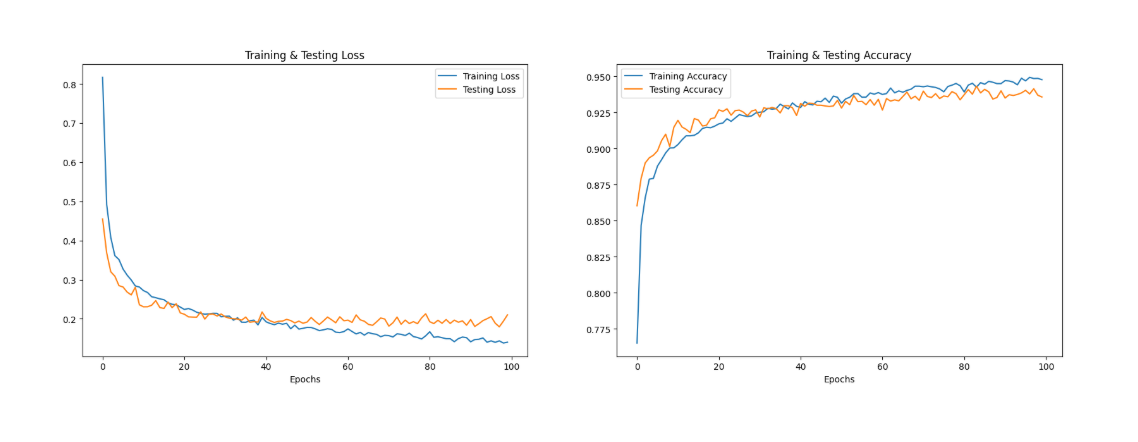 Training & Testing Loss
Training Loss
Testing Loss
0.8
0.7
0.6
0.5
0.4
0.3
0.2
0 20 40 60 80 100
Epochs
Training & Testing Accuracy
Training Accuracy
Testing Accuracy
0.950
0.925
0.900
0.875
0.850
0.825
0.800
0.775
0 20 40 60 80 100
Epochs